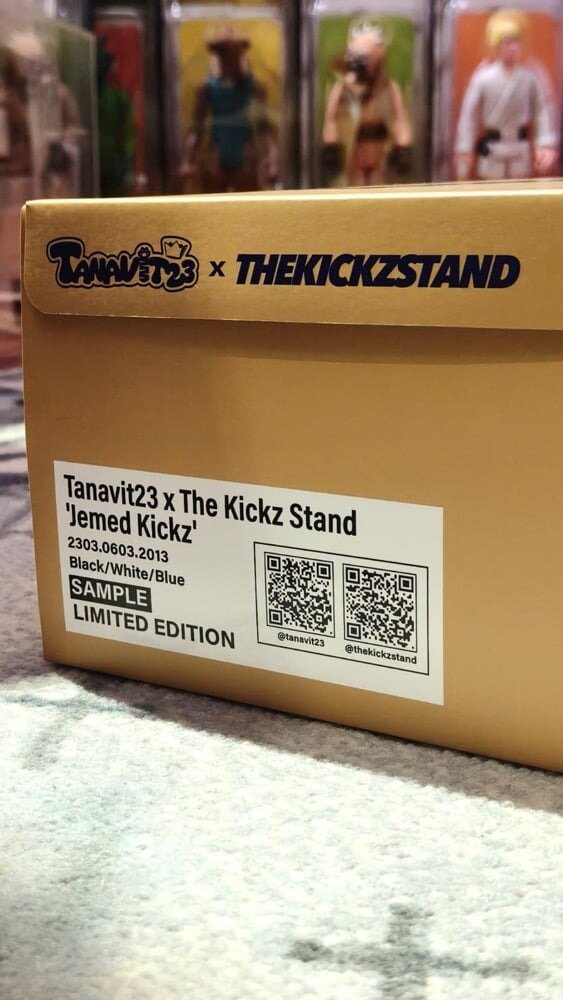 TANAVIT23 x THEKICKZSTAND
Tanavit23 x The Kickz Stand
'Jemed Kickz'
2303.0603.2013
Black/White/Blue
SAMPLE
LIMITED EDITION
@tanavit23
@thekickzstand